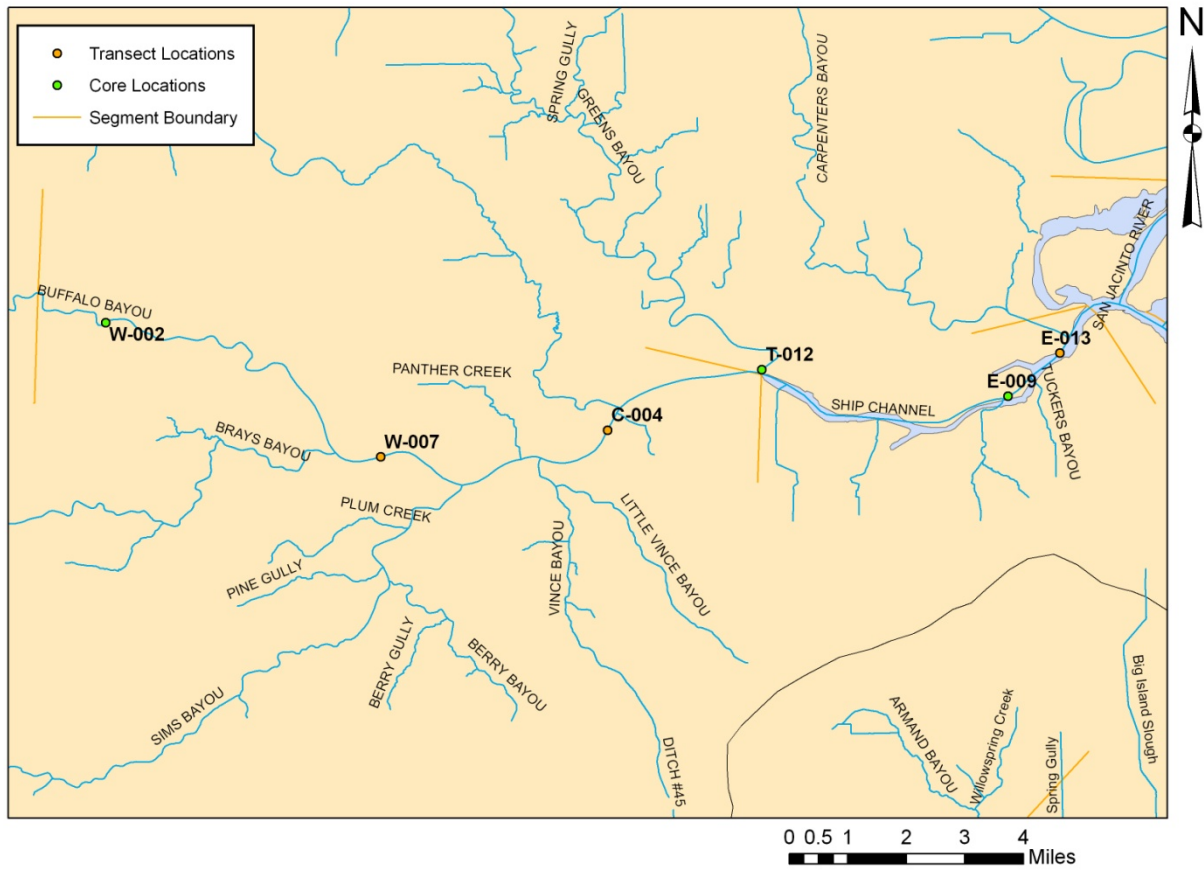 Transect Locations
Core Locations
Segment Boundary
N
SPRING GULLY
GREENS BAYOU
CARPENTERS BAYOU
SAN JACINTO RIVER
BUFFALO BAYOU
W-002
E-013
T-012
PANTHER CREEK
E-009
TUCKERS BAYOU
SHIP CHANNEL
C-004
BRAYS BAYOU
W-007
PLUM CREEK
LITTLE VINCE BAYOU
VINCE BAYOU
PINE GULLY
BERRY GULLY
BERRY BAYOU
SIMS BAYOU
DITCH #45
ARMAND BAYOU
Willowspring Creek
Spring Gully
Big Island Slough
0 0.5 1 2 3 4
Miles